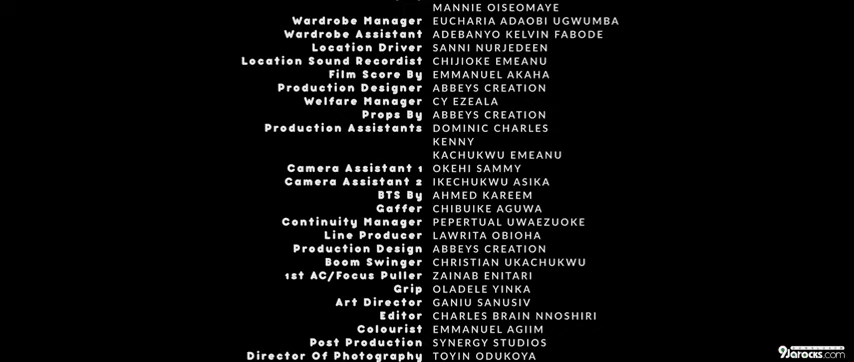 MANNIE OISEOMAYE
Wardrobe Manager EUCHARIA ADAOBI UGWUMBA
Wardrobe Assistant ADEBANYO KELVIN FABODE
Location Driver SANNI NURJEDEEN
Location Sound Recordist CHIJIOKE EMEANU
Film Score By EMMANUEL AKAHA
Production Designer ABBEYS CREATION
Welfare Manager CY EZEALA
Props By ABBEYS CREATION
Production Assistants DOMINIC CHARLES
KENNY
KACHUKWU EMEANU
Camera Assistant 1 OKEHI SAMMY
Camera Assistant 2 IKECHUKWU ASIKA
BTS By AHMED KAREEM
Gaffer CHIBUIKE AGUWA
Continuity Manager PEPERTUAL UWAEZUOKE
Line Producer LAWRITA OBIOHA
Production Design ABBEYS CREATION
Boom Swinger CHRISTIAN UKACHUKWU
1st AC/Focus Puller ZAINAB ENITARI
Grip OLADELE YINKA
Art Director GANIU SANUSIV
Editor CHARLES BRAIN NNOSHIRI
Colourist EMMANUEL AGIIM
Post Production SYNERGY STUDIOS
Director Of Photography TOYIN ODUKOYA
9jarocks.com